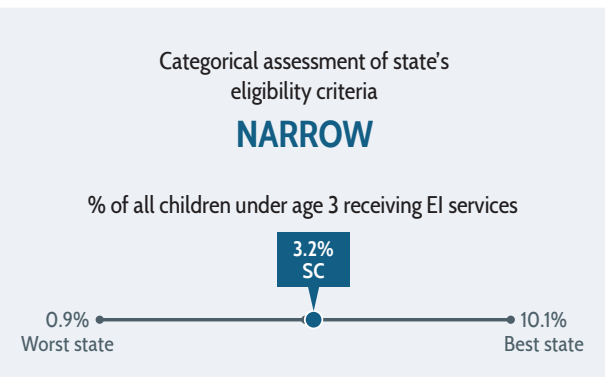 Categorical assessment of state's
eligibility criteria
NARROW
% of all children under age 3 receiving EI services
3.2%
SC
0.9%
Worst state
10.1%
Best state